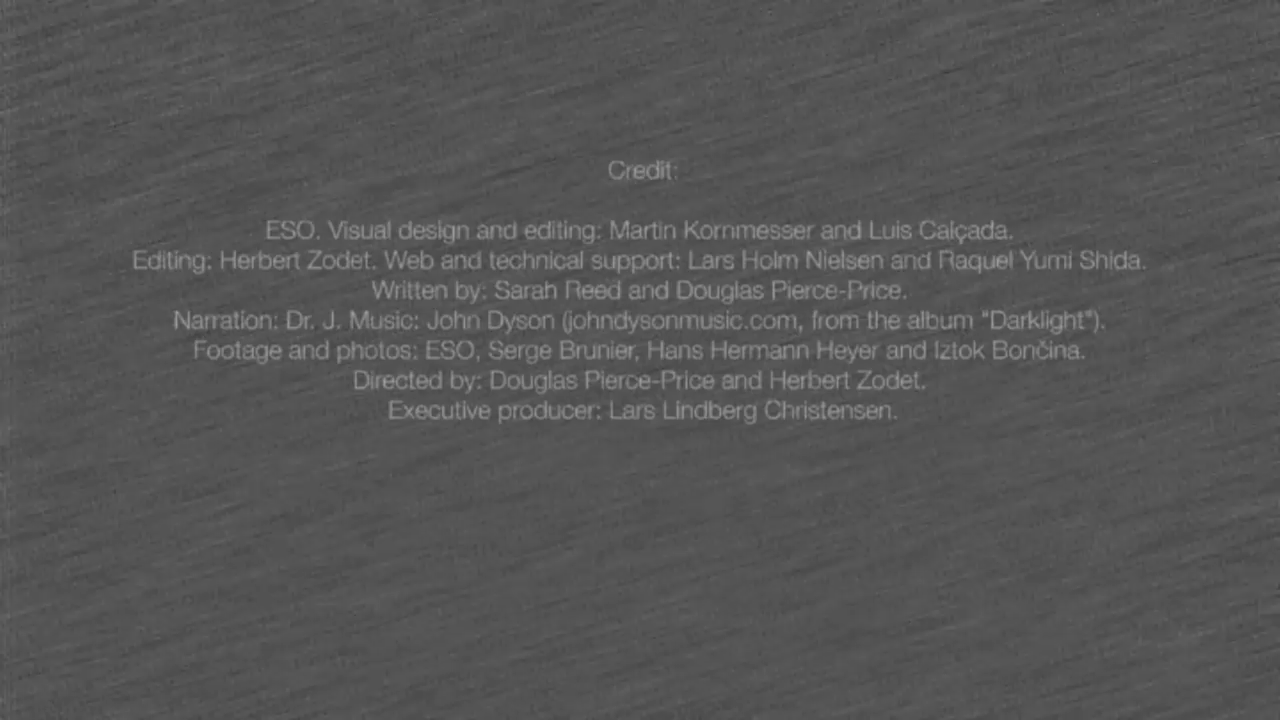 Credit:
ESO. Visual design and editing: Martin Kornmesser and Luis Calçada.
Editing: Herbert Zodet. Web and technical support: Lars Holm Nielsen and Raquel Yumi Shida.
Written by: Sarah Reed and Douglas Pierce-Price.
Narration: Dr. J. Music: John Dyson (johndysonmusic.com, from the album “Darklight”).
Footage and photos: ESO, Serge Brunier, Hans Hermann Heyer and Iztok Bončina.
Directed by: Douglas Pierce-Price and Herbert Zodet.
Executive producer: Lars Lindberg Christensen.